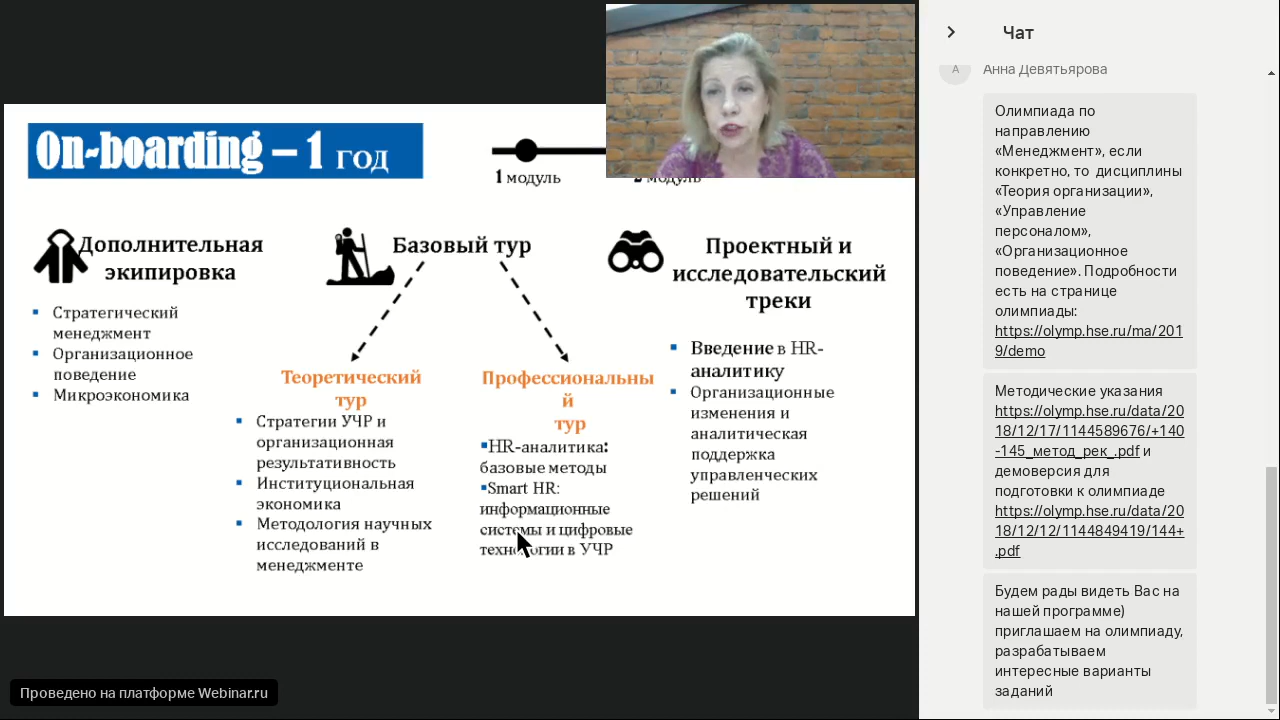 On-boarding – 1 год
1 модуль
2 модуль
Дополнительная
экипировка
Стратегический
менеджмент
Организационное
поведение
Микроэкономика
Базовый тур
Теоретический
тур
Стратегии УЧР и
организационная
результативность
Институциональная
экономика
Методология научных
исследований в
менеджменте
Профессиональны
й
тур
HR-аналитика:
базовые методы
Smart HR:
информационные
системы и цифровые
технологии в УЧР
Проектный и
исследовательский
треки
Введение в HR-
аналитику
Организационные
изменения и
аналитическая
поддержка
управленческих
решений
Проведено на платформе Webinar.ru
Чат
А
Анна Девятьярова
Олимпиада по
направлению
«Менеджмент», если
конкретно, то дисциплины
«Теория организации»,
«Управление
персоналом»,
«Организационное
поведение». Подробности
есть на странице
олимпиады:
https://olymp.hse.ru/ma/201
9/demo
Методические указания
https://olymp.hse.ru/data/20
18/12/17/1144589676/+140
-145_метод_рек_.pdf и
демоверсия для
подготовки к олимпиаде
https://olymp.hse.ru/data/20
18/12/12/1144849419/144+
.pdf
Будем рады видеть Вас на
нашей программе)
приглашаем на олимпиаду,
разрабатываем
интересные варианты
заданий